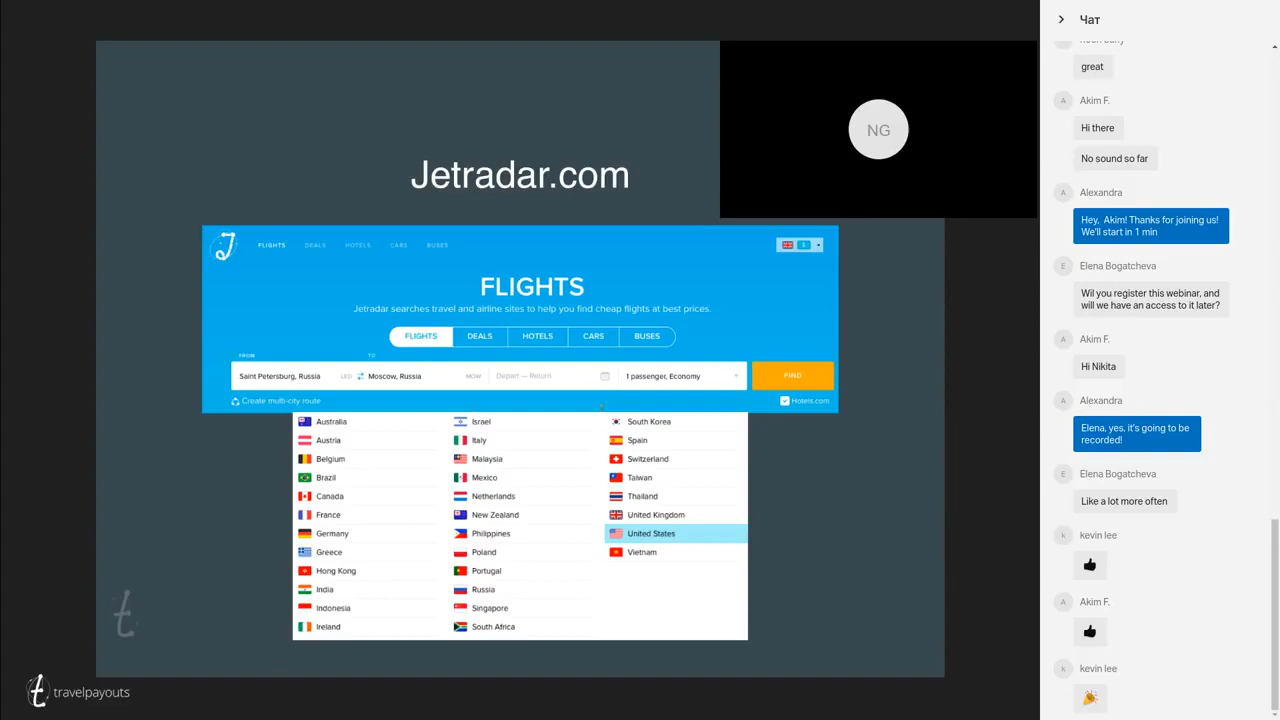 Jetradar.com
NG
FLIGHTS
DEALS
HOTELS
CARS
BUSES
FLIGHTS
Jetradar searches travel and airline sites to help you find cheap flights at best prices.
FLIGHTS
DEALS
HOTELS
CARS
BUSES
FROM
TO
Saint Petersburg, Russia
LED
Moscow, Russia
MOW
Depart — Return
1 passenger, Economy
FIND
Create multi-city route
Hotels.com
Australia
Austria
Belgium
Brazil
Canada
France
Germany
Greece
Hong Kong
India
Indonesia
Ireland
Israel
Italy
Malaysia
Mexico
Netherlands
New Zealand
Philippines
Poland
Portugal
Russia
Singapore
South Africa
South Korea
Spain
Switzerland
Taiwan
Thailand
United Kingdom
United States
Vietnam
t
travelpayouts
Чат
great
A
Akim F.
Hi there
No sound so far
A
Alexandra
Hey, Akim! Thanks for joining us!
We'll start in 1 min
E
Elena Bogatcheva
Wil you register this webinar, and
will we have an access to it later?
A
Akim F.
Hi Nikita
A
Alexandra
Elena, yes, it's going to be
recorded!
E
Elena Bogatcheva
Like a lot more often
k
kevin lee
A
Akim F.
k
kevin lee